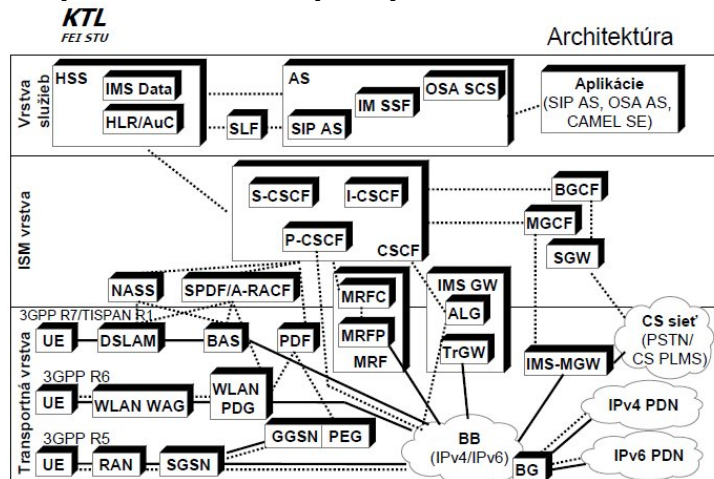 KTL
FEI STU
Architektúra
Vrstva
služieb
HSS
IMS Data
HLR/AuC
SLF
AS
SIP AS
IM SSF
OSA SCS
Aplikácie
(SIP AS, OSA AS,
CAMEL SE)
ISM vrstva
S-CSCF
I-CSCF
P-CSCF
CSCF
BGCF
MGCF
SGW
NASS
SPDF/A-RACF
MRFC
MRFP
MRF
IMS GW
ALG
TrGW
CS sieť
(PSTN/
CS PLMS)
IMS-MGW
Transportná vrstva
3GPP R7/TISPAN R1
UE
DSLAM
BAS
PDF
3GPP R6
UE
WLAN WAG
WLAN
PDG
3GPP R5
UE
RAN
SGSN
GGSN
PEG
BB
(IPv4/IPv6)
BG
IPv4 PDN
IPv6 PDN